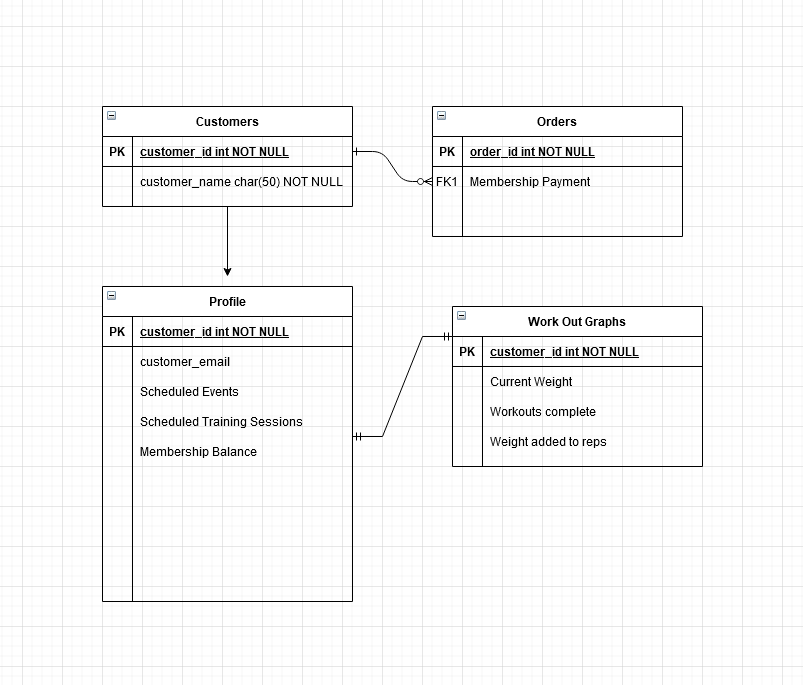 Customers
PK customer_id int NOT NULL
customer_name char(50) NOT NULL
Orders
PK order_id int NOT NULL
FK1 Membership Payment
Profile
PK customer_id int NOT NULL
customer_email
Scheduled Events
Scheduled Training Sessions
Membership Balance
Work Out Graphs
PK customer_id int NOT NULL
Current Weight
Workouts complete
Weight added to reps